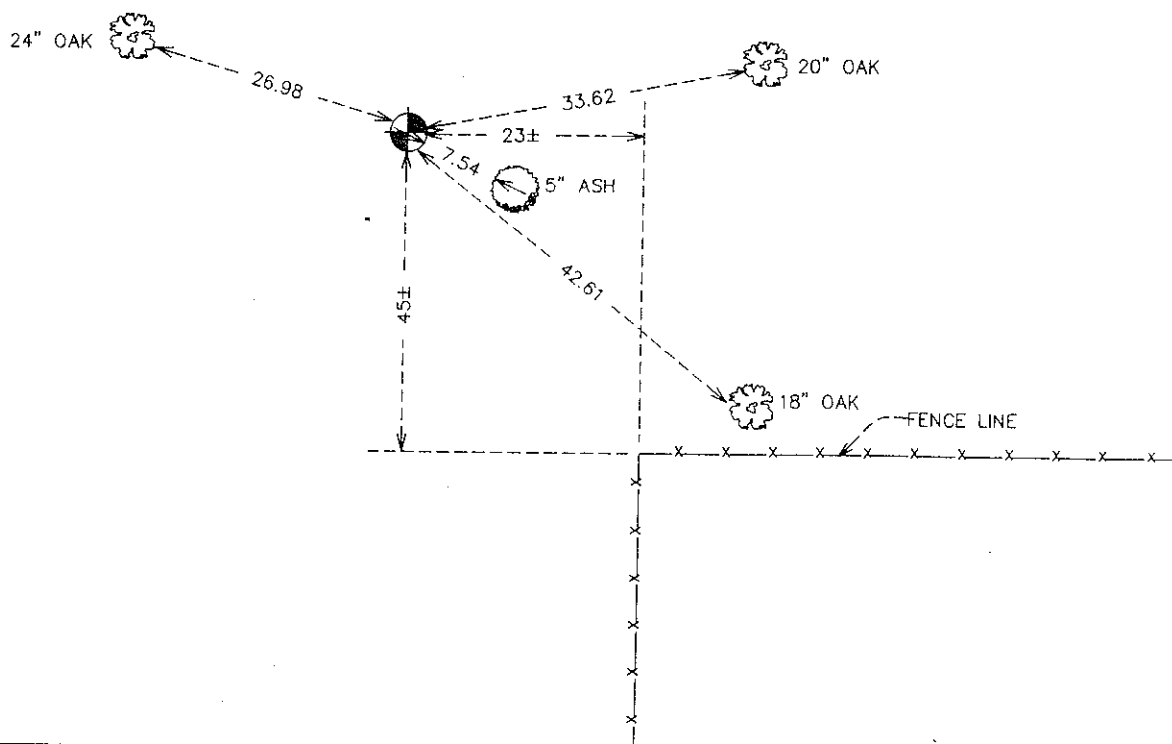 24" OAK
20" OAK
26.98
33.62
23±
7.54
5" ASH
42.61
45±
18" OAK
FENCE LINE